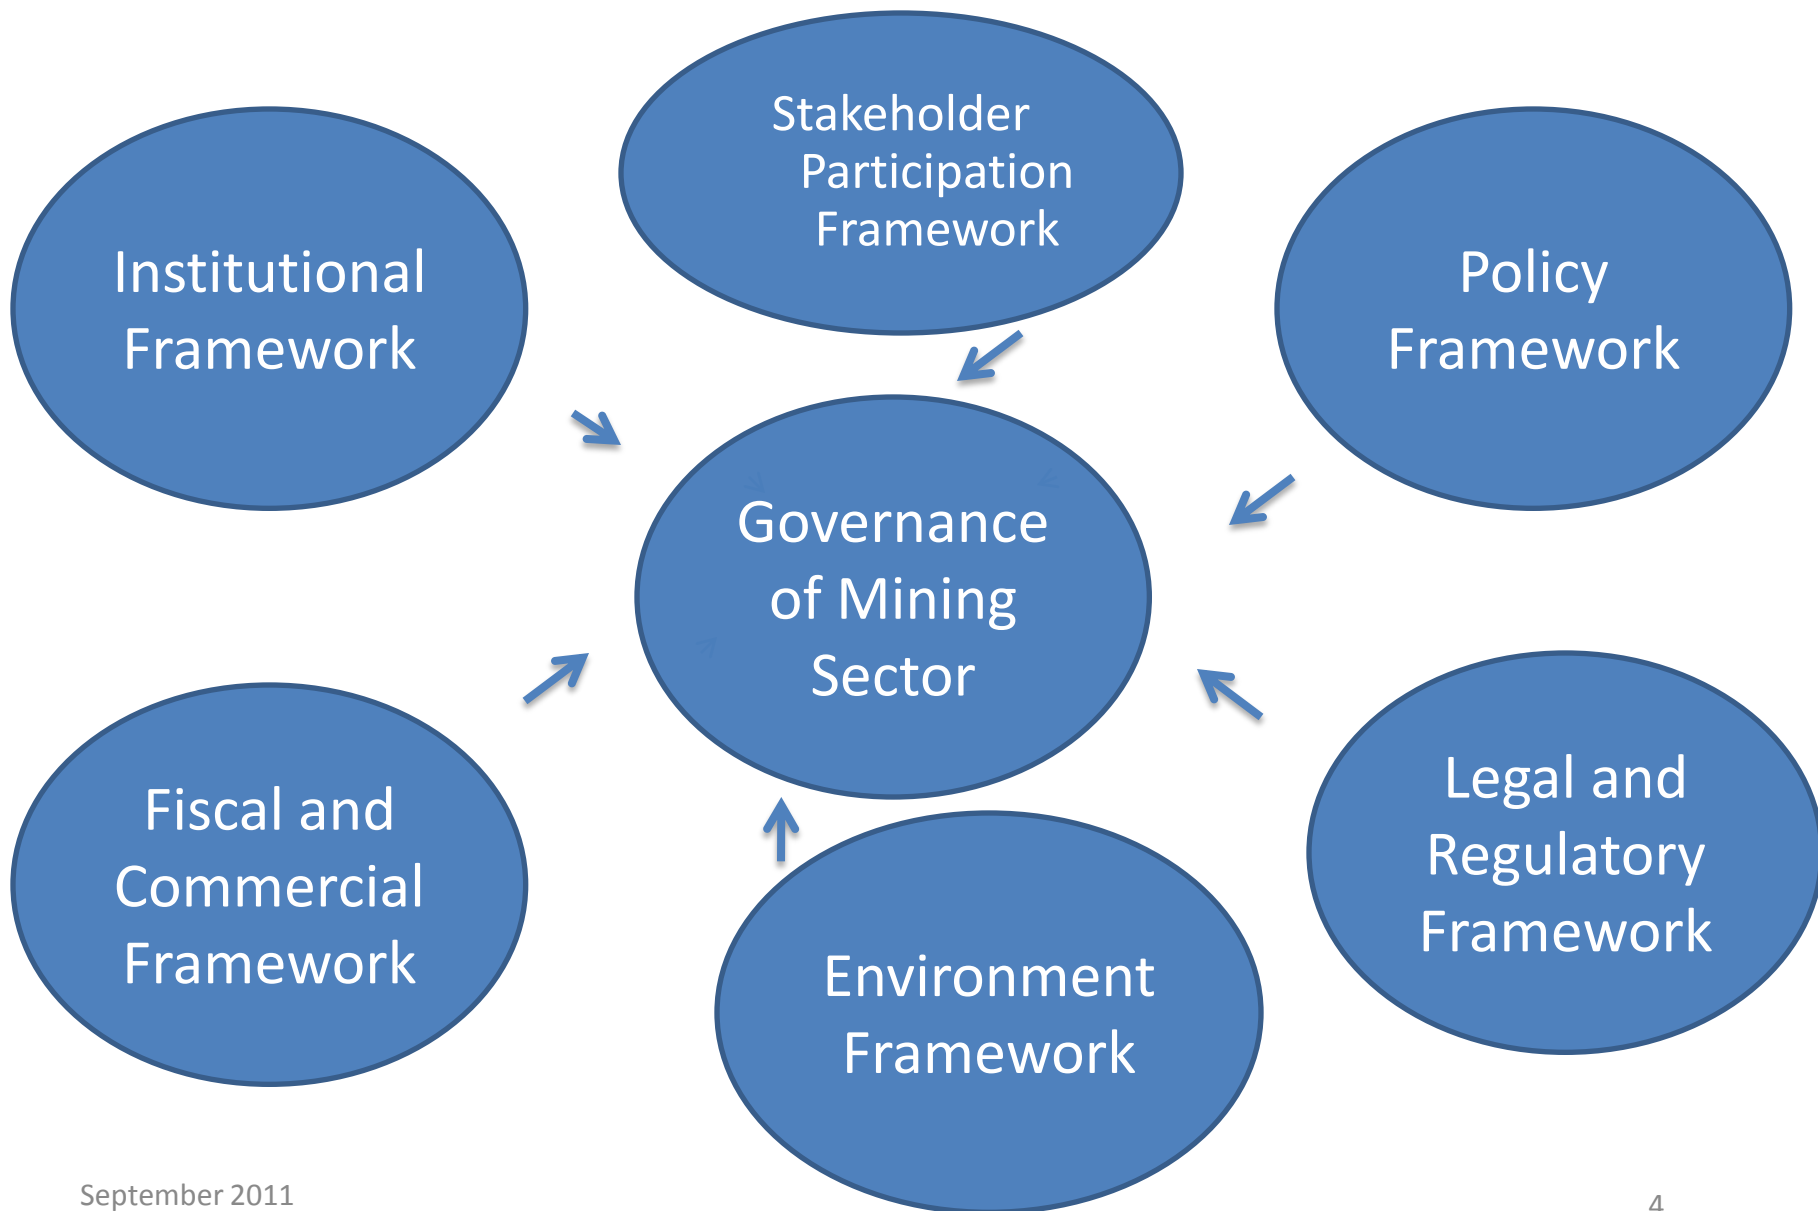 Stakeholder
Participation
Framework
Institutional
Framework
Policy
Framework
Governance
of Mining
Sector
Fiscal and
Commercial
Framework
Legal and
Regulatory
Framework
Environment
Framework
September 2011
4